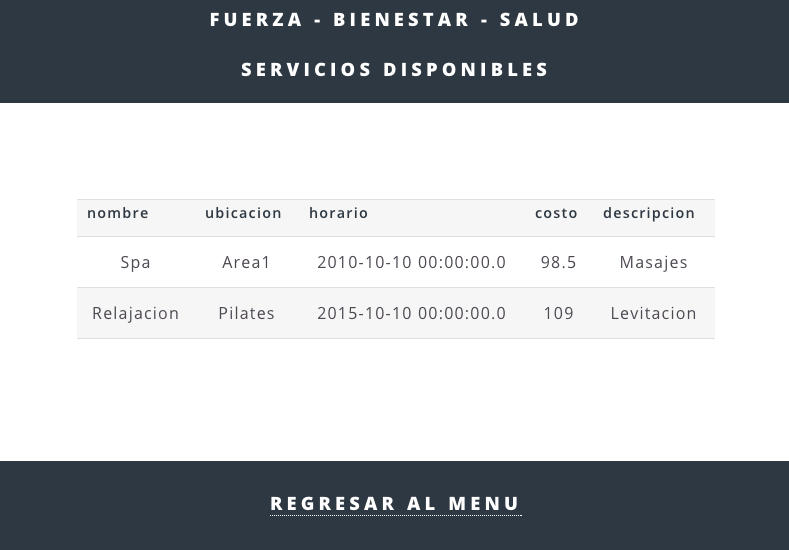 FUERZA - BIENESTAR - SALUD
SERVICIOS DISPONIBLES
nombre ubicacion horario costo descripcion
Spa Area1 2010-10-10 00:00:00.0 98.5 Masajes
Relajacion Pilates 2015-10-10 00:00:00.0 109 Levitacion
REGRESAR AL MENU